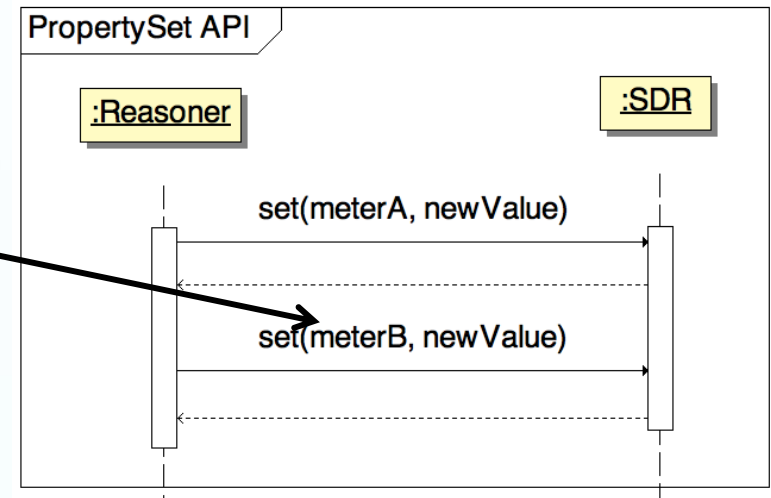 PropertySet API
:Reasoner
:SDR
set(meterA, newValue)
set(meterB, newValue)